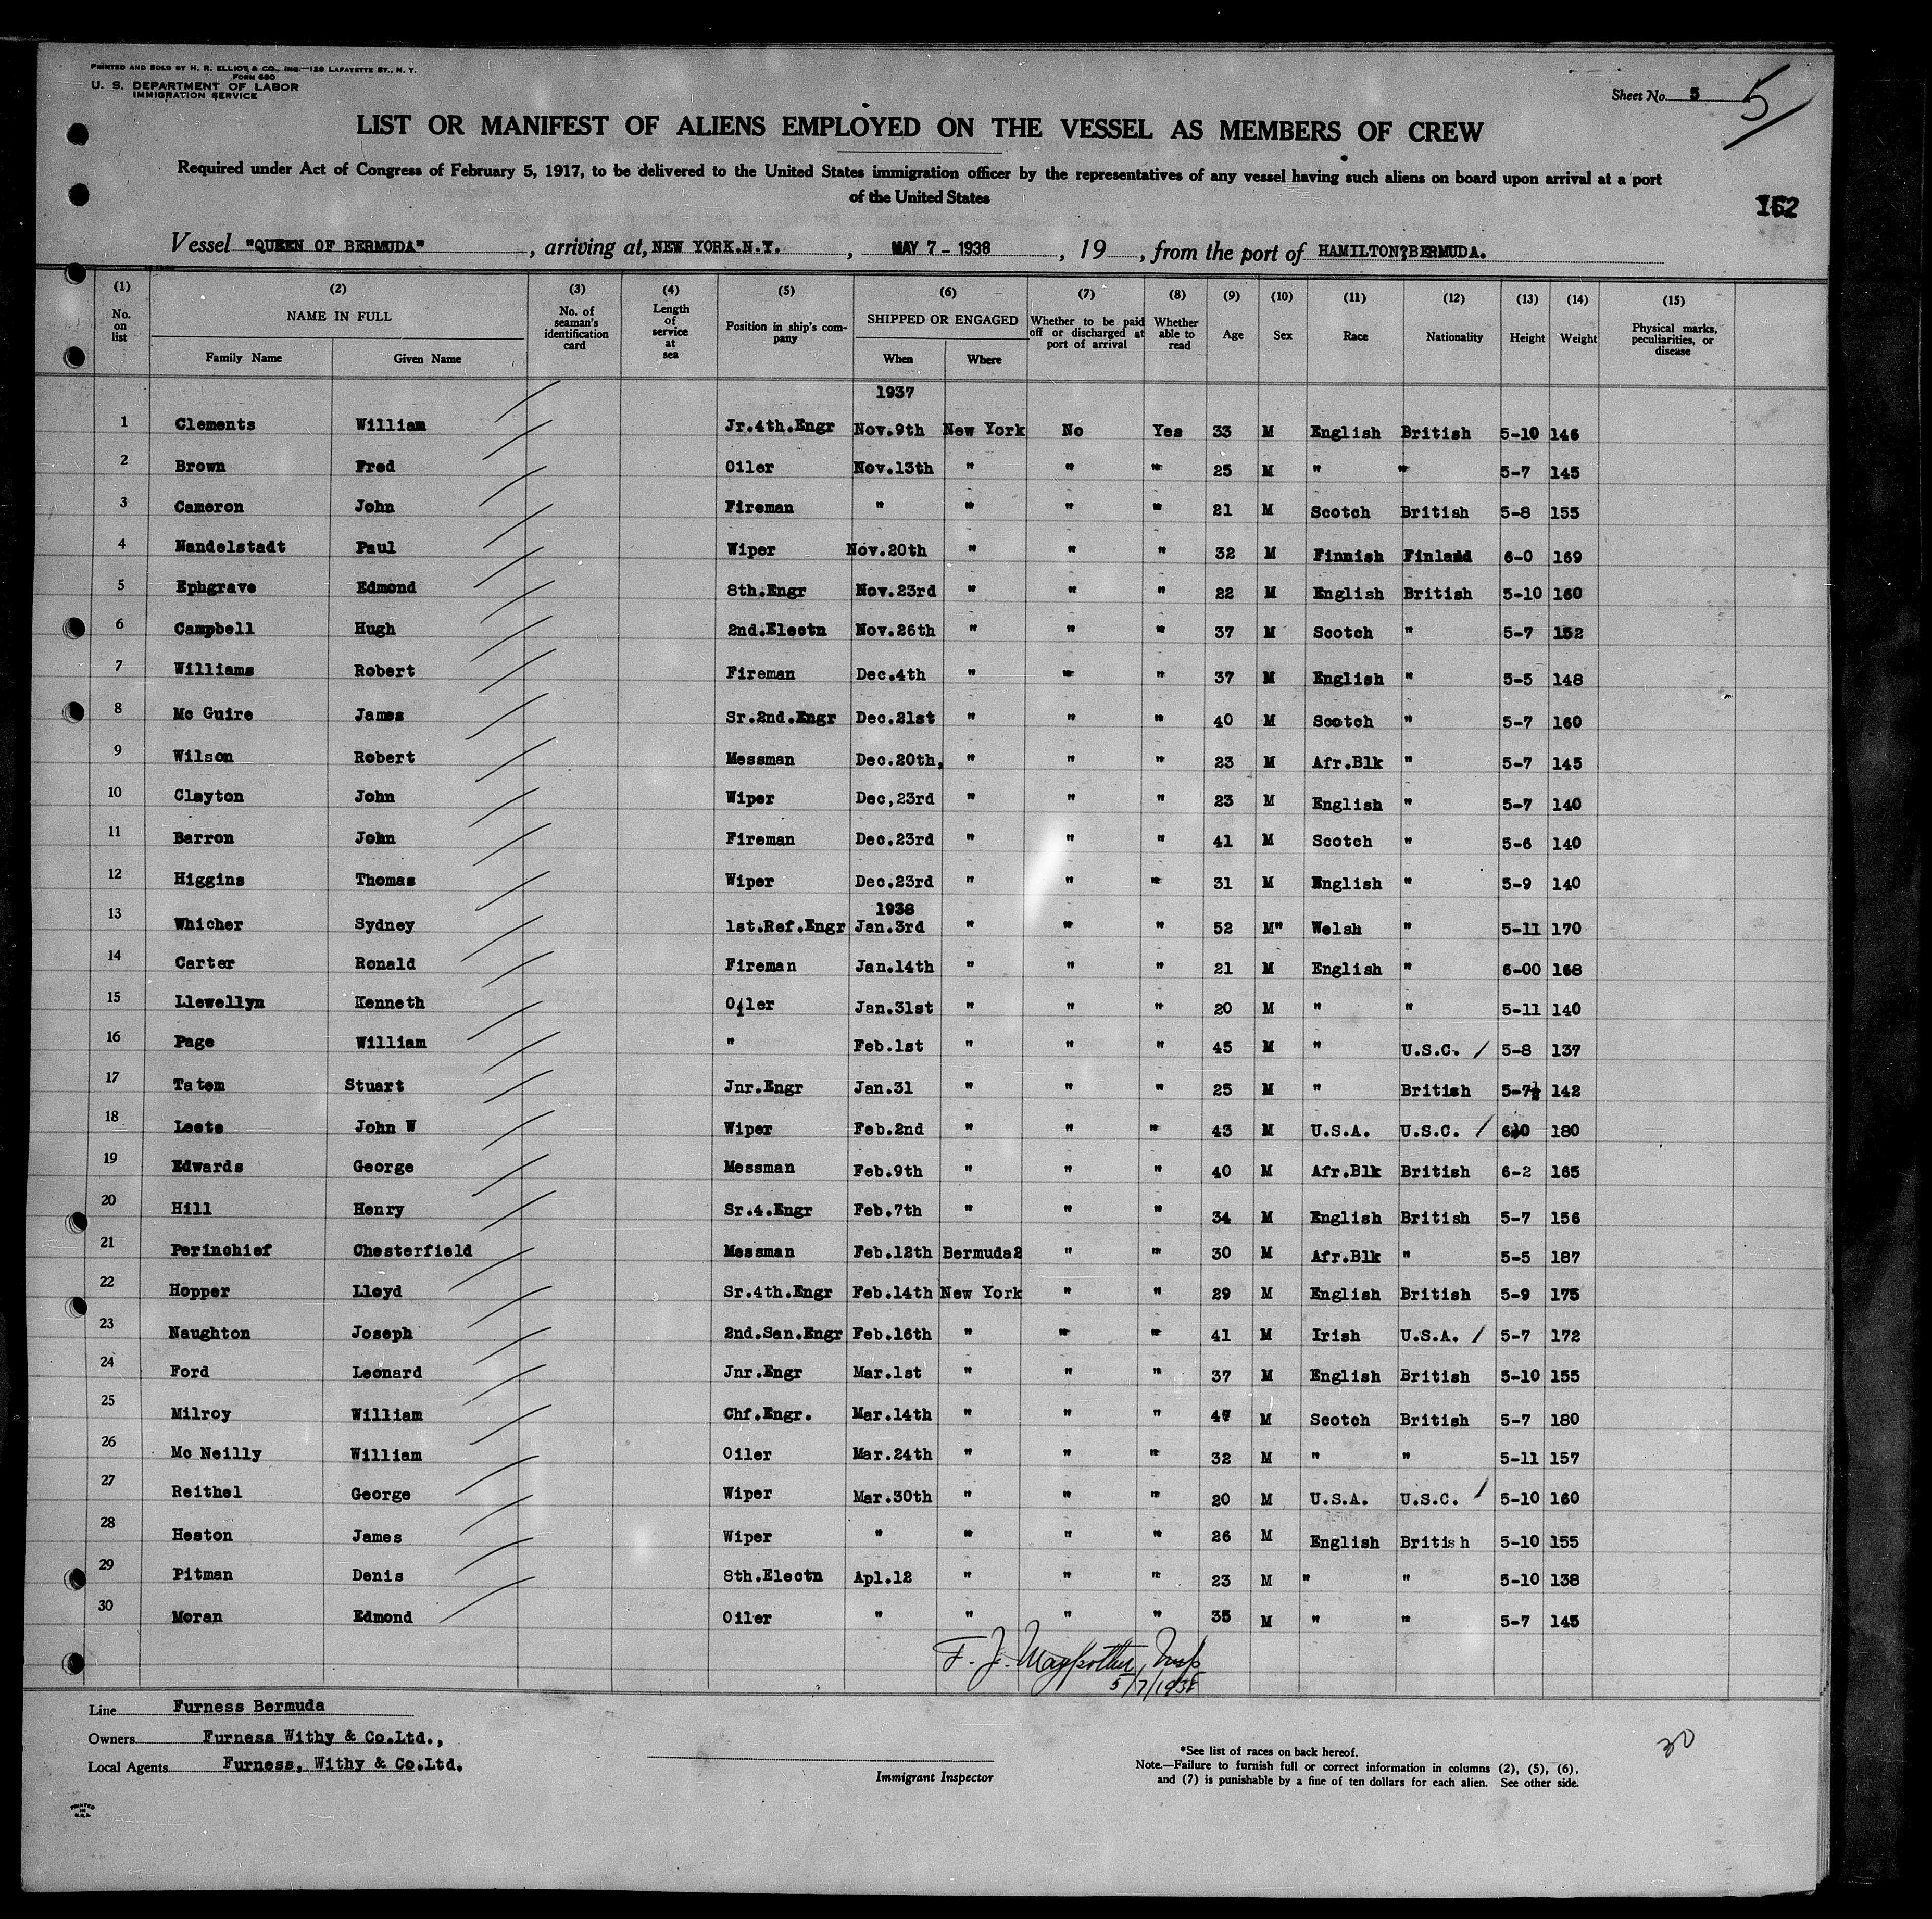 PRINTED AND SOLD BY H. R. ELLIOT & CO., INC.—129 LAFAYETTE ST., N. Y.
FORM 680
U. S. DEPARTMENT OF LABOR
IMMIGRATION SERVICE
Sheet No. 5 5
LIST OR MANIFEST OF ALIENS EMPLOYED ON THE VESSEL AS MEMBERS OF CREW
Required under Act of Congress of February 5, 1917, to be delivered to the United States immigration officer by the representatives of any vessel having such aliens on board upon arrival at a port
of the United States
162
Vessel "QUEEN OF BERMUDA", arriving at, NEW YORK.N.Y., MAY 7 - 1938, 19, from the port of HAMILTON?BERMUDA.
(1) (2) (3) (4) (5) (6) (7) (8) (9) (10) (11) (12) (13) (14) (15)
No. on list NAME IN FULL Family Name Given Name No. of seaman's identification card Length of service at sea Position in ship's company SHIPPED OR ENGAGED When Where Whether to be paid off or discharged at port of arrival Whether able to read Age Sex Race Nationality Height Weight Physical marks, peculiarities, or disease
1937
1 Clements William Jr.4th.Engr Nov.9th New York No Yes 33 M English British 5-10 146
2 Brown Fred Oiler Nov.13th " " " 25 M " " 5-7 145
3 Cameron John Fireman " " " " 21 M Scotch British 5-8 155
4 Nandelstadt Paul Wiper Nov.20th " " " 32 M Finnish Finland 6-0 169
5 Ephgrave Edmond 8th.Engr Nov.23rd " " " 22 M English British 5-10 160
6 Campbell Hugh 2nd.Electn Nov.26th " " " 37 M Scotch " 5-7 152
7 Williams Robert Fireman Dec.4th " " " 37 M English " 5-5 148
8 Mc Guire James Sr.2nd.Engr Dec.21st " " " 40 M Scotch " 5-7 160
9 Wilson Robert Messman Dec.20th, " " " 23 M Afr.Blk " 5-7 145
10 Clayton John Wiper Dec,23rd " " " 23 M English " 5-7 140
11 Barron John Fireman Dec.23rd " " " 41 M Scotch " 5-6 140
12 Higgins Thomas Wiper Dec.23rd " " " 31 M English " 5-9 140
1938
13 Whicher Sydney 1st.Ref.Engr Jan.3rd " " " 52 M" Welsh " 5-11 170
14 Carter Ronald Fireman Jan.14th " " " 21 M English " 6-00 168
15 Llewellyn Kenneth Oiler Jan.31st " " " 20 M " " 5-11 140
16 Page William " Feb.1st " " " 45 M " U.S.C. / 5-8 137
17 Tatem Stuart Jnr.Engr Jan.31 " " " 25 M " British 5-7½ 142
18 Leete John W Wiper Feb.2nd " " " 43 M U.S.A. U.S.C. / 6-0 180
19 Edwards George Messman Feb.9th " " " 40 M Afr.Blk British 6-2 165
20 Hill Henry Sr.4.Engr Feb.7th " " " 34 M English British 5-7 156
21 Perinchief Chesterfield Messman Feb.12th Bermuda2 " " 30 M Afr.Blk " 5-5 187
22 Hopper Lloyd Sr.4th.Engr Feb.14th New York " " 29 M English British 5-9 175
23 Naughton Joseph 2nd.San.Engr Feb.16th " " " 41 M Irish U.S.A. / 5-7 172
24 Ford Leonard Jnr.Engr Mar.1st " " " 37 M English British 5-10 155
25 Milroy William Chf.Engr. Mar.14th " " " 47 M Scotch British 5-7 180
26 Mc Neilly William Oiler Mar.24th " " " 32 M " " 5-11 157
27 Reithel George Wiper Mar.30th " " " 20 M U.S.A. U.S.C. / 5-10 160
28 Heston James Wiper " " " " 26 M English British 5-10 155
29 Pitman Denis 8th.Electn Apl.12 " " " 23 M " " 5-10 138
30 Moran Edmond Oiler " " " " 35 M " " 5-7 145
F. J. Insp
5/7/1938
Line Furness Bermuda
Owners Furness Withy & Co.Ltd.,
Local Agents Furness, Withy & Co.Ltd.
Immigrant Inspector
*See list of races on back hereof.
Note.—Failure to furnish full or correct information in columns (2), (5), (6), and (7) is punishable by a fine of ten dollars for each alien. See other side.
30
PRINTED IN U.S.A.